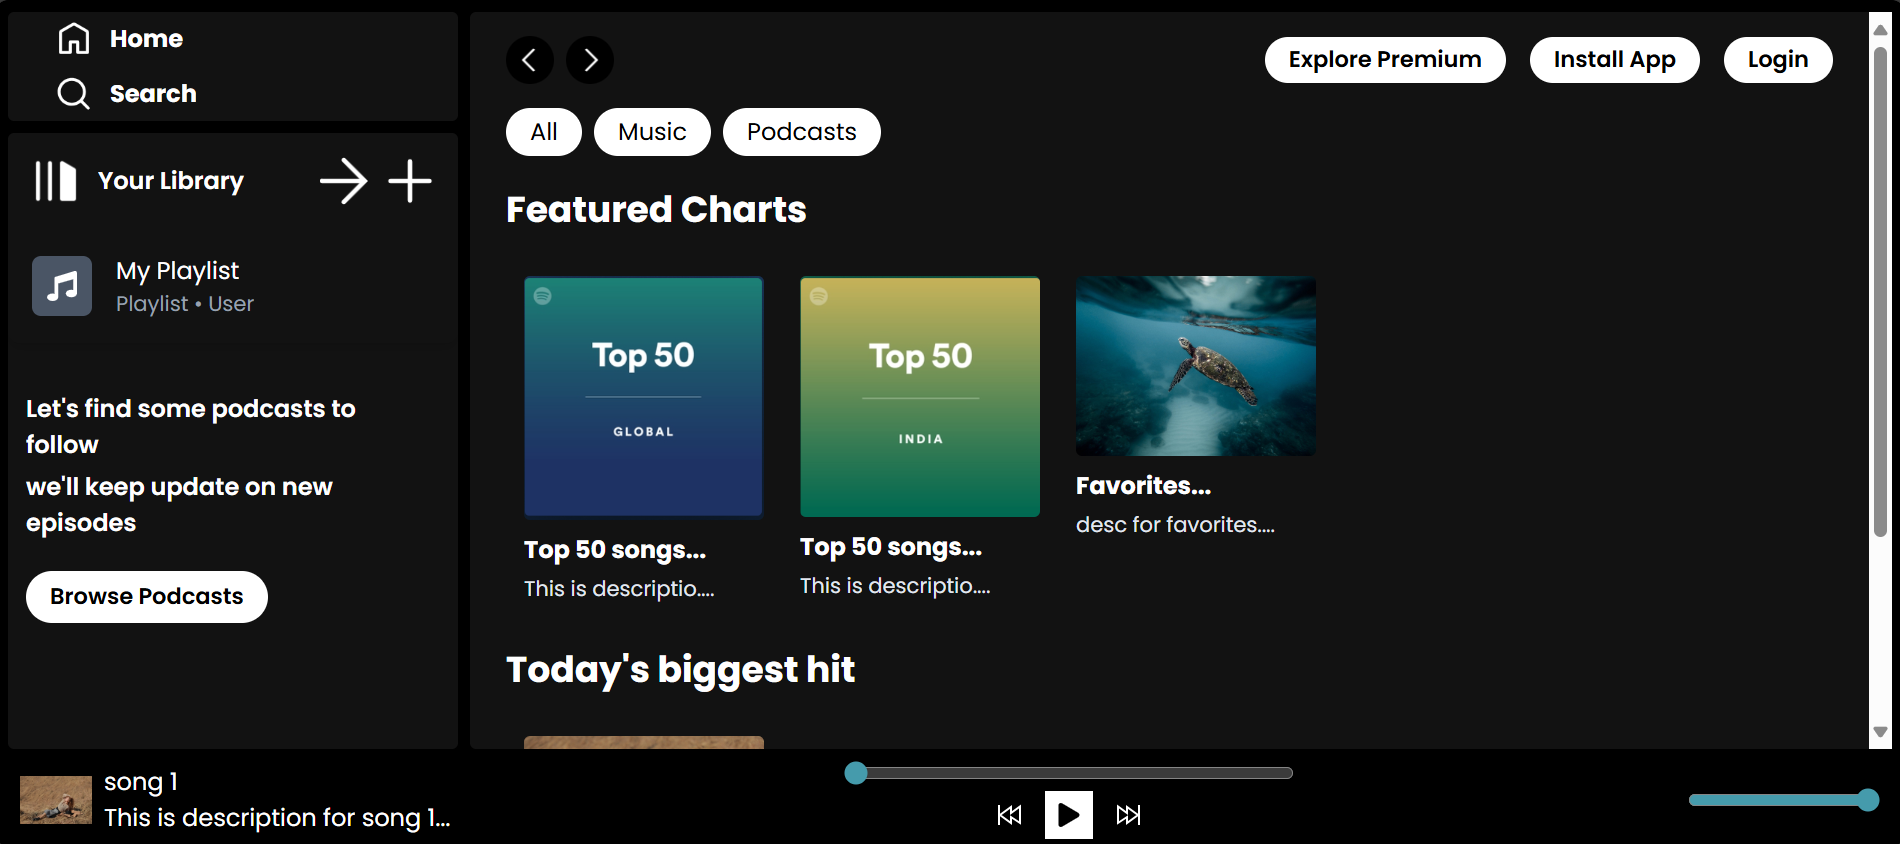 Home
Search
Your Library
My Playlist
Playlist • User
Let's find some podcasts to
follow
we'll keep update on new
episodes
Browse Podcasts
Explore Premium
Install App
Login
All
Music
Podcasts
Featured Charts
Top 50
GLOBAL
Top 50 songs...
This is descriptio....
Top 50
INDIA
Top 50 songs...
This is descriptio....
Favorites...
desc for favorites....
Today's biggest hit
song 1
This is description for song 1...